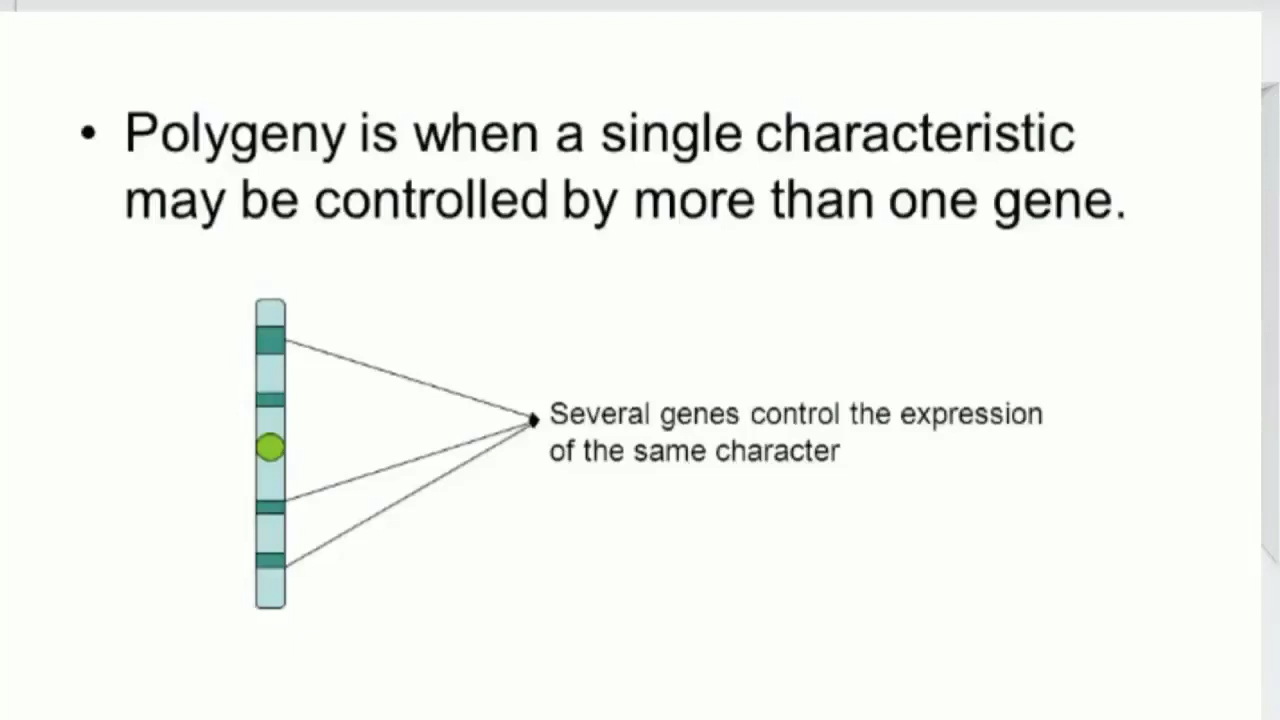 • Polygeny is when a single characteristic
may be controlled by more than one gene.
Several genes control the expression
of the same character